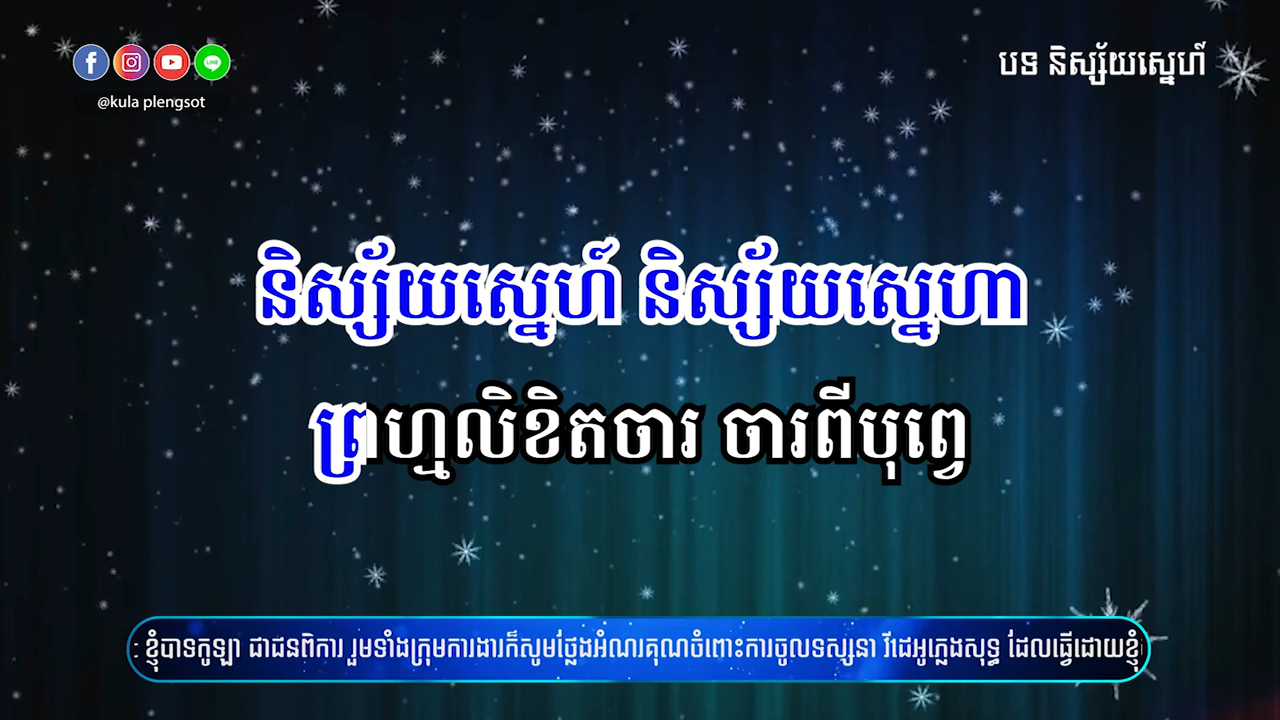 @kula plengsot
បទ និស្ស័យស្នេហ៍
និស្ស័យស្នេហ៍ និស្ស័យស្នេហា
ព្រហ្មលិខិតចារ ចារពីបុព្វេ
: ខ្ញុំបាទកូឡា ជាជនពិការ រួមទាំងក្រុមការងារក៏សូមថ្លែងអំណរគុណចំពោះការចូលទស្សនា វីដេអូភ្លេងសុទ្ធ ដែលធ្វើដោយខ្ញុំ